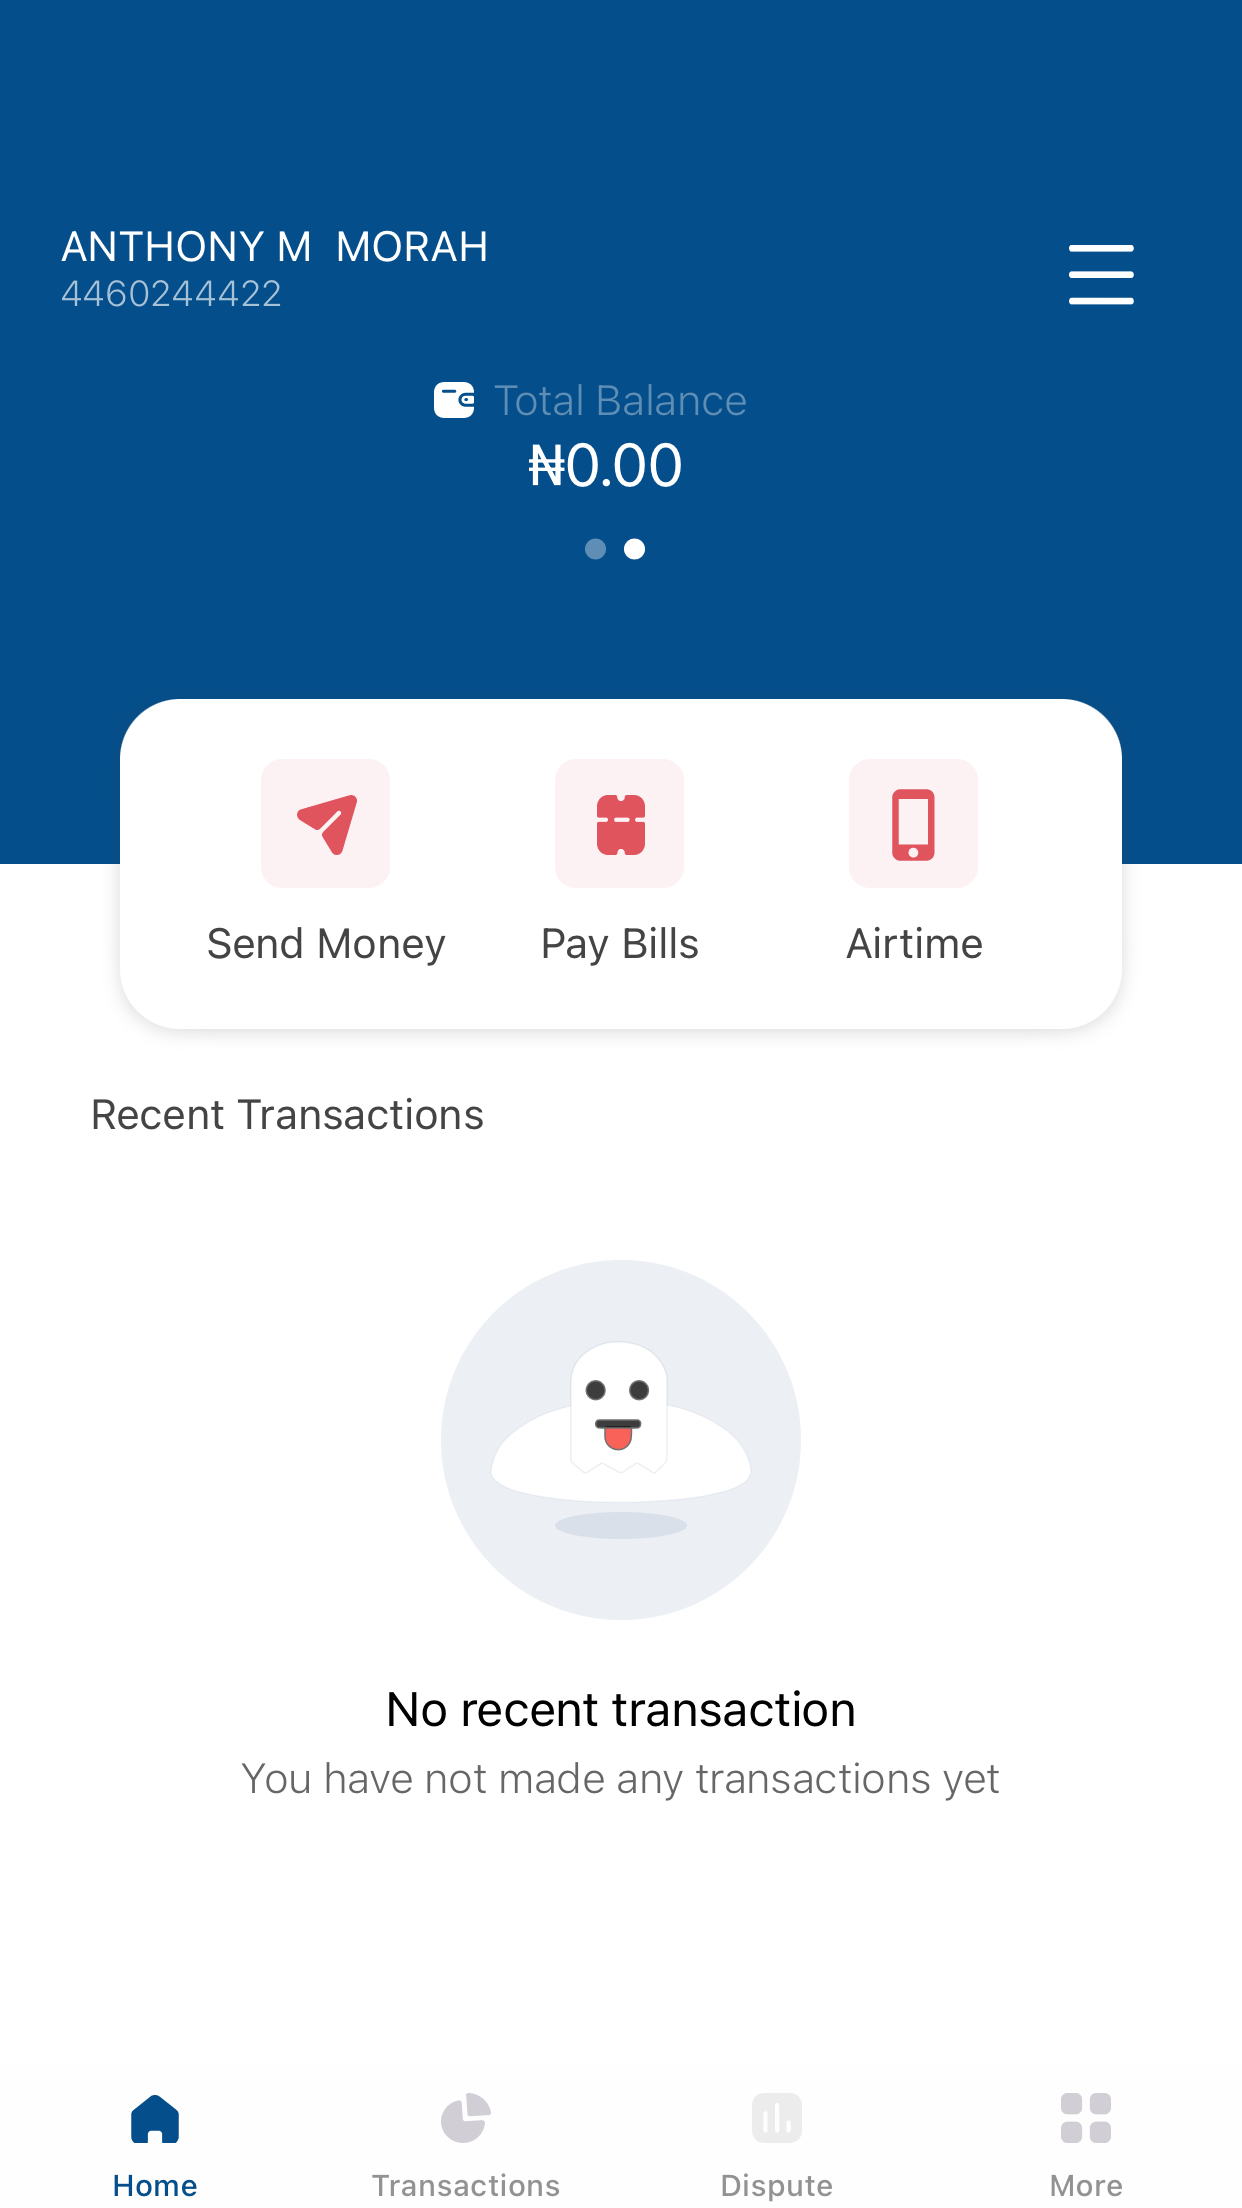 ANTHONY M  MORAH
4460244422
Total Balance
₦0.00
Send Money
Pay Bills
Airtime
Recent Transactions
No recent transaction
You have not made any transactions yet
Home
Transactions
Dispute
More